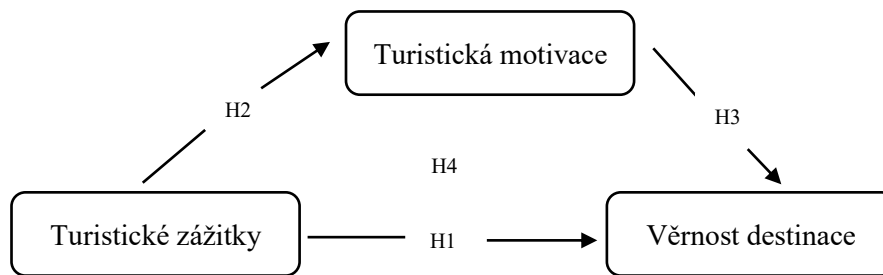 Turistická motivace
H2
H3
H4
Turistické zážitky
H1
Věrnost destinace